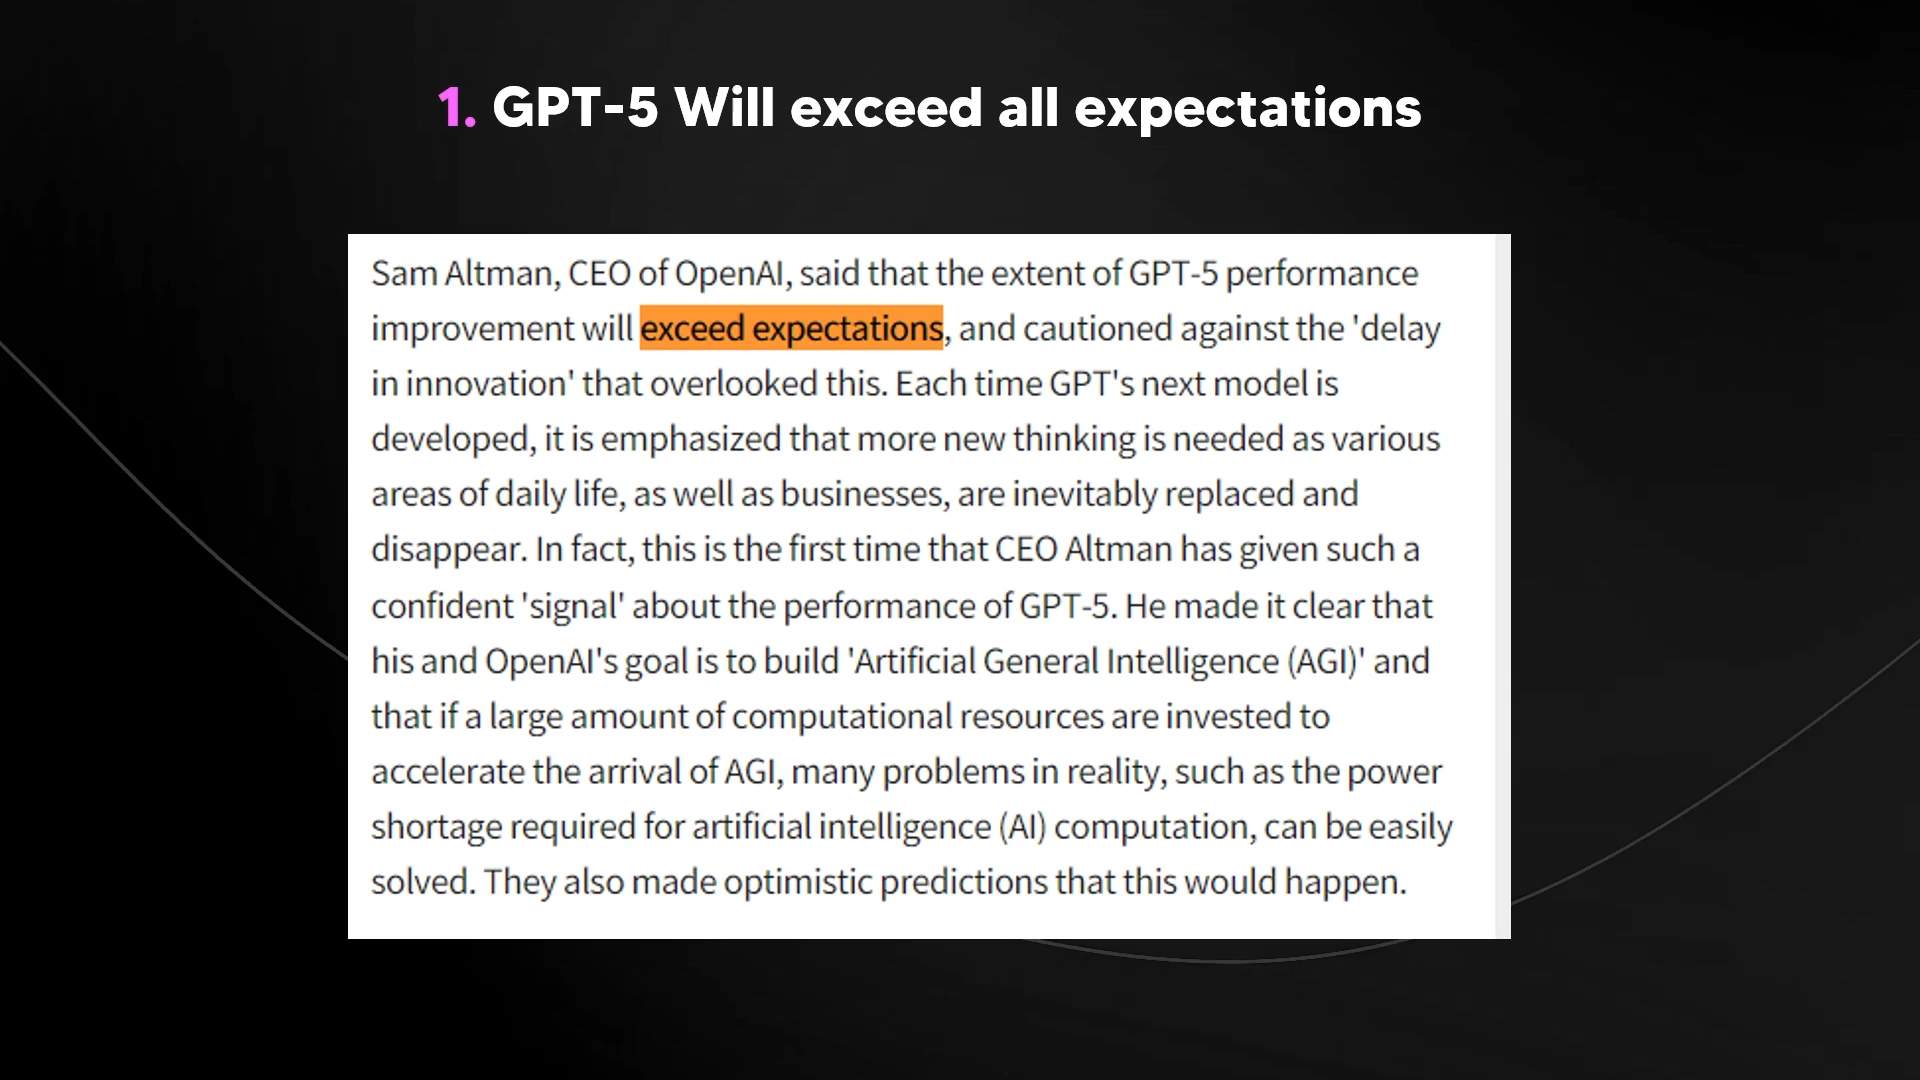 1. GPT-5 Will exceed all expectations
Sam Altman, CEO of OpenAI, said that the extent of GPT-5 performance
improvement will exceed expectations, and cautioned against the 'delay
in innovation' that overlooked this. Each time GPT's next model is
developed, it is emphasized that more new thinking is needed as various
areas of daily life, as well as businesses, are inevitably replaced and
disappear. In fact, this is the first time that CEO Altman has given such a
confident 'signal' about the performance of GPT-5. He made it clear that
his and OpenAI's goal is to build 'Artificial General Intelligence (AGI)' and
that if a large amount of computational resources are invested to
accelerate the arrival of AGI, many problems in reality, such as the power
shortage required for artificial intelligence (AI) computation, can be easily
solved. They also made optimistic predictions that this would happen.